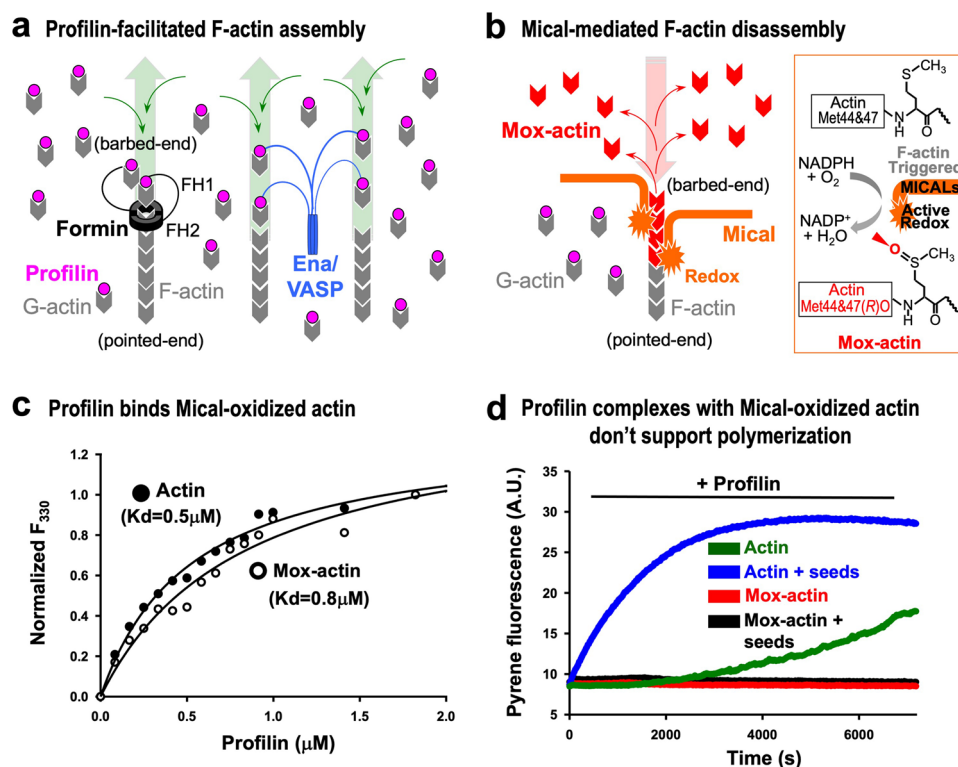 a Profilin-facilitated F-actin assembly
(barbed-end)
FH1
Formin
FH2
Profilin
G-actin
F-actin
Ena/
VASP
(pointed-end)
b Mical-mediated F-actin disassembly
Mox-actin
(barbed-end)
Mical
Redox
G-actin
F-actin
(pointed-end)
S CH₃
Actin
Met44&47
N
H
O
NADPH
+ O₂
F-actin
Triggered
MICALs
Active
Redox
NADP⁺
+ H₂O
O
S CH₃
Actin
Met44&47(R)O
N
H
O
Mox-actin
c Profilin binds Mical-oxidized actin
Normalized F₃₃₀
1.2
1.0
0.8
0.6
0.4
0.2
0.0
Actin
(Kd=0.5μM)
Mox-actin
(Kd=0.8μM)
0.0 0.5 1.0 1.5 2.0
Profilin (μM)
d Profilin complexes with Mical-oxidized actin
don't support polymerization
Pyrene fluorescence (A.U.)
35
30
25
20
15
10
5
+ Profilin
Actin
Actin + seeds
Mox-actin
Mox-actin +
seeds
0 2000 4000 6000
Time (s)